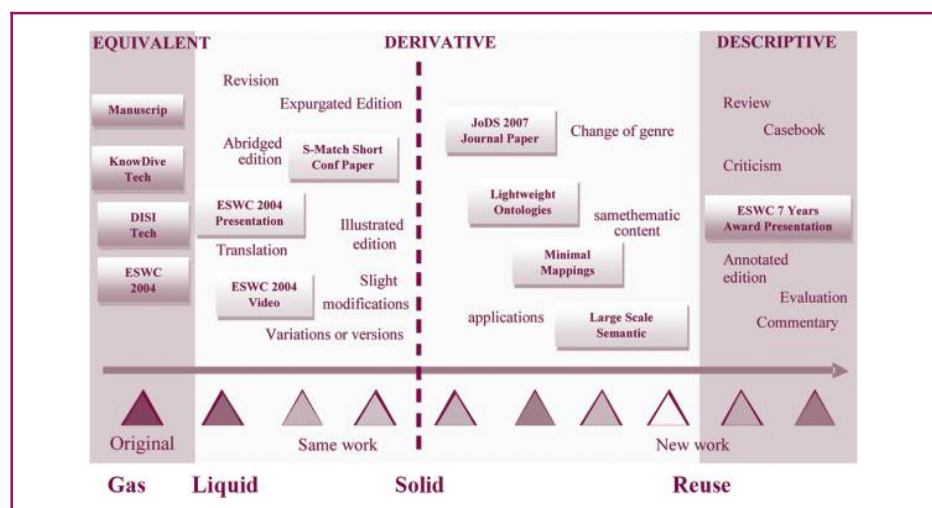 EQUIVALENT
DERIVATIVE
DESCRIPTIVE
Manuscrip
KnowDive
Tech
DISI
Tech
ESWC
2004
Revision
Expurgated Edition
Abridged
edition
S-Match Short
Conf Paper
ESWC 2004
Presentation
Translation
Illustrated
edition
ESWC 2004
Video
Slight
modifications
Variations or versions
JoDS 2007
Journal Paper
Change of genre
Lightweight
Ontologies
samethematic
content
Minimal
Mappings
applications
Large Scale
Semantic
Review
Casebook
Criticism
ESWC 7 Years
Award Presentation
Annotated
edition
Evaluation
Commentary
Original
Same work
New work
Gas
Liquid
Solid
Reuse